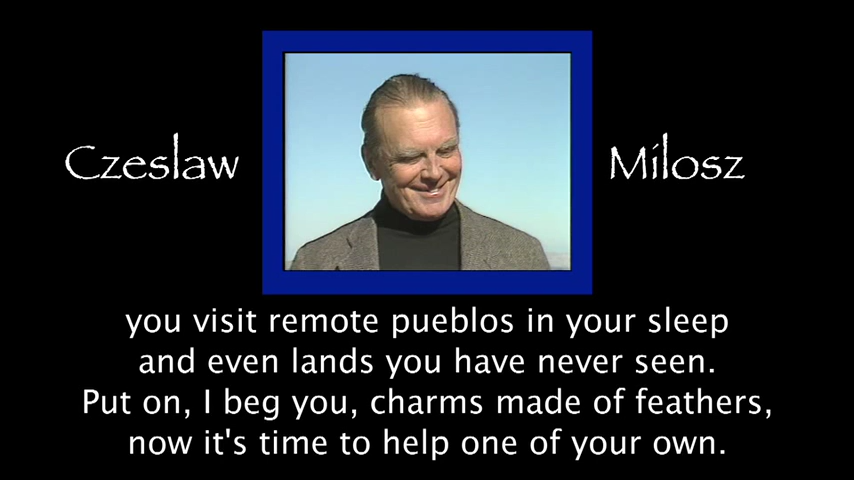 Czeslaw Milosz
you visit remote pueblos in your sleep
and even lands you have never seen.
Put on, I beg you, charms made of feathers,
now it's time to help one of your own.